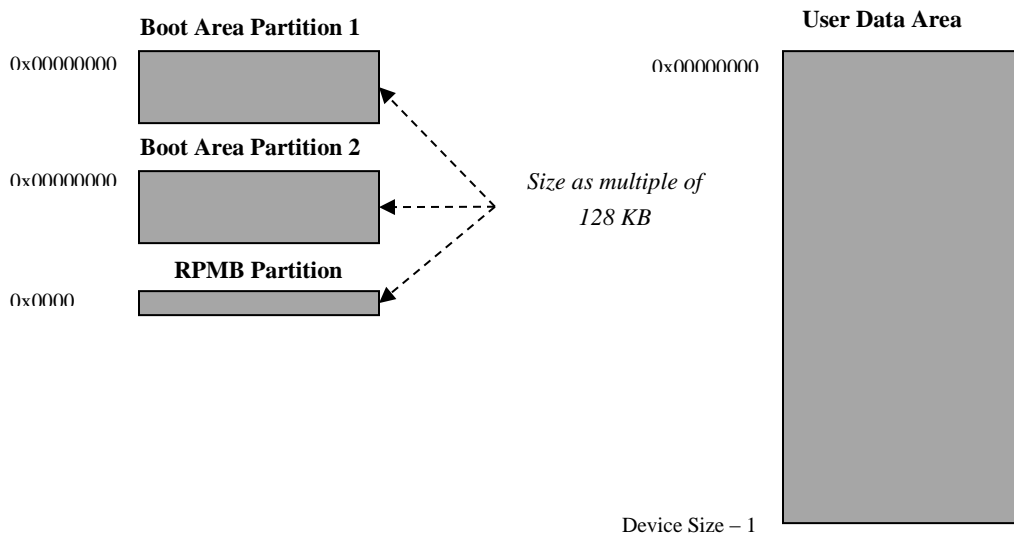 Boot Area Partition 1
0x00000000
Boot Area Partition 2
0x00000000
RPMB Partition
0x0000
Size as multiple of
128 KB
User Data Area
0x00000000
Device Size – 1